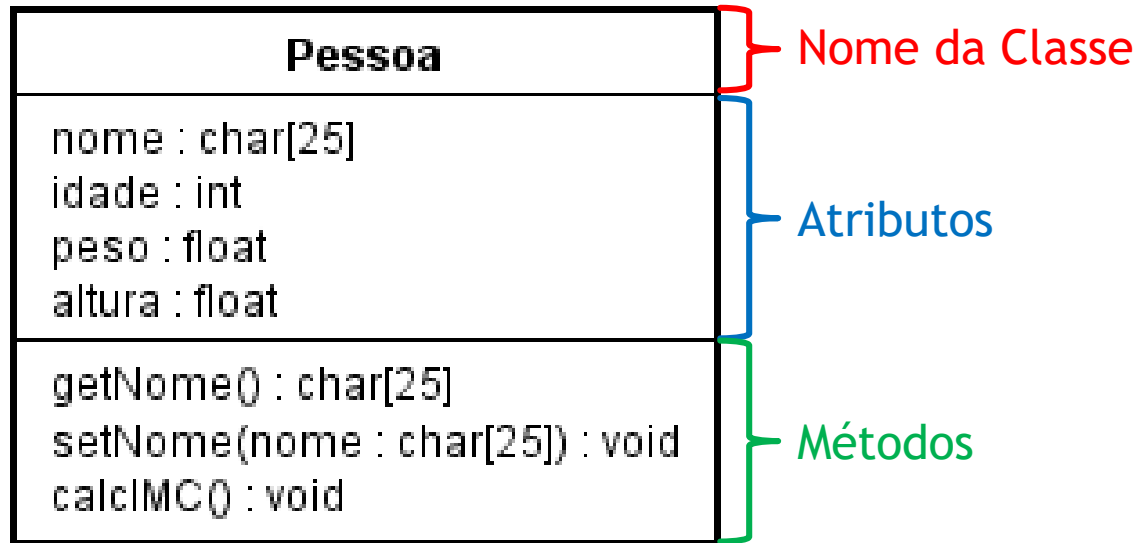 Pessoa
Nome da Classe
nome : char[25]
idade : int
peso : float
altura : float
Atributos
getNome() : char[25]
setNome(nome : char[25]) : void
calcIMC() : void
Métodos